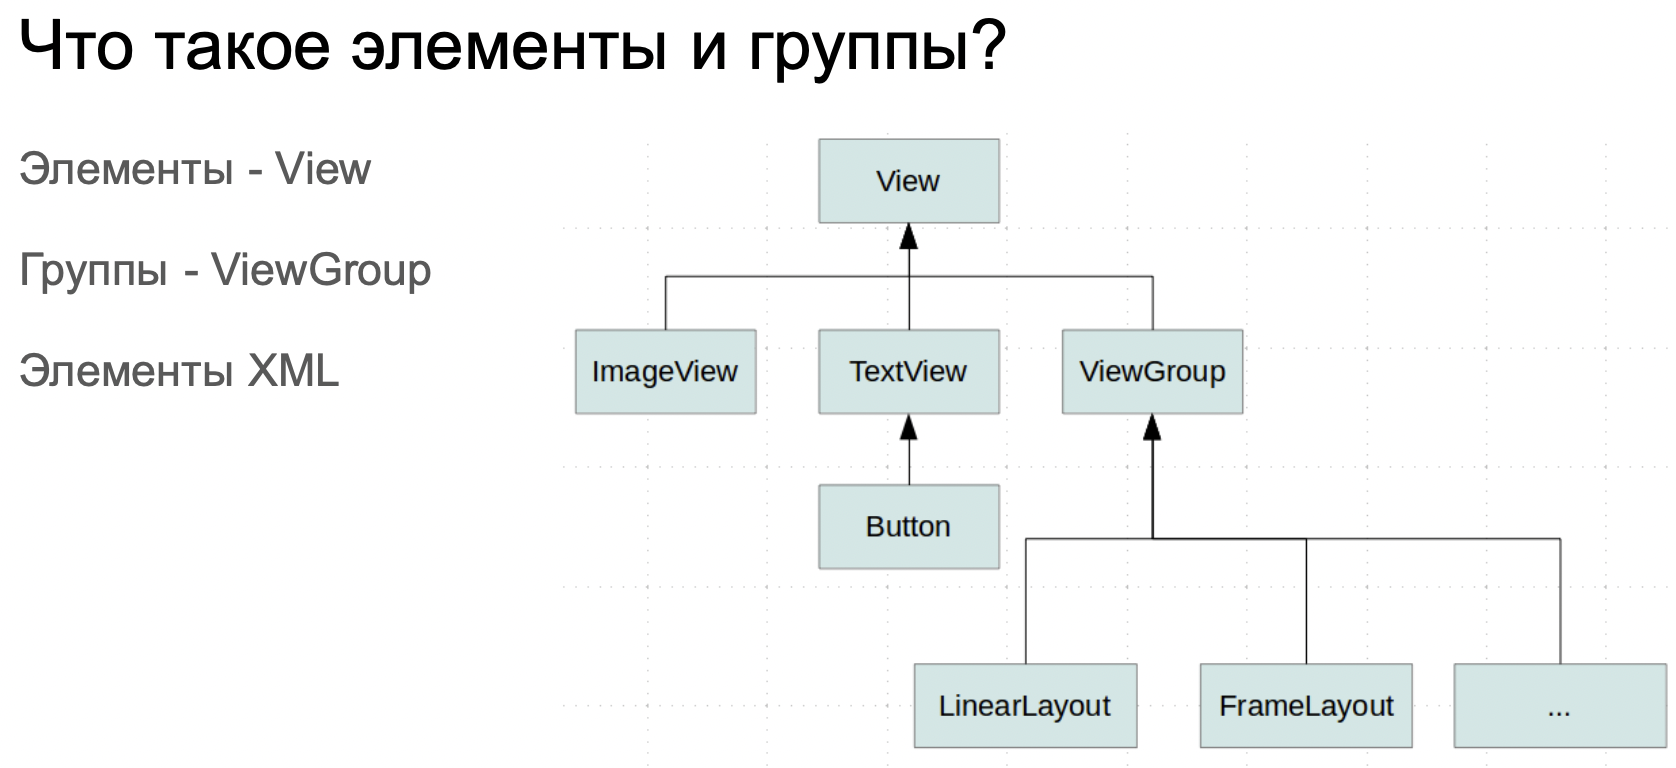 Что такое элементы и группы?
Элементы - View
Группы - ViewGroup
Элементы XML
View
ImageView
TextView
ViewGroup
Button
LinearLayout
FrameLayout
...